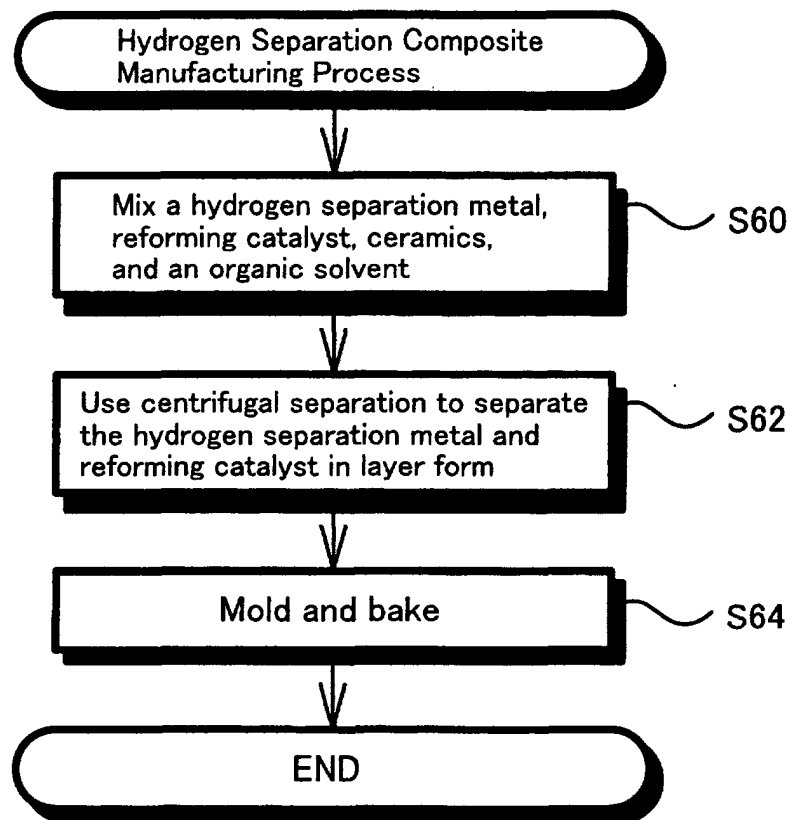 Hydrogen Separation Composite
Manufacturing Process
Mix a hydrogen separation metal,
reforming catalyst, ceramics,
and an organic solvent
S60
Use centrifugal separation to separate
the hydrogen separation metal and
reforming catalyst in layer form
S62
Mold and bake
S64
END